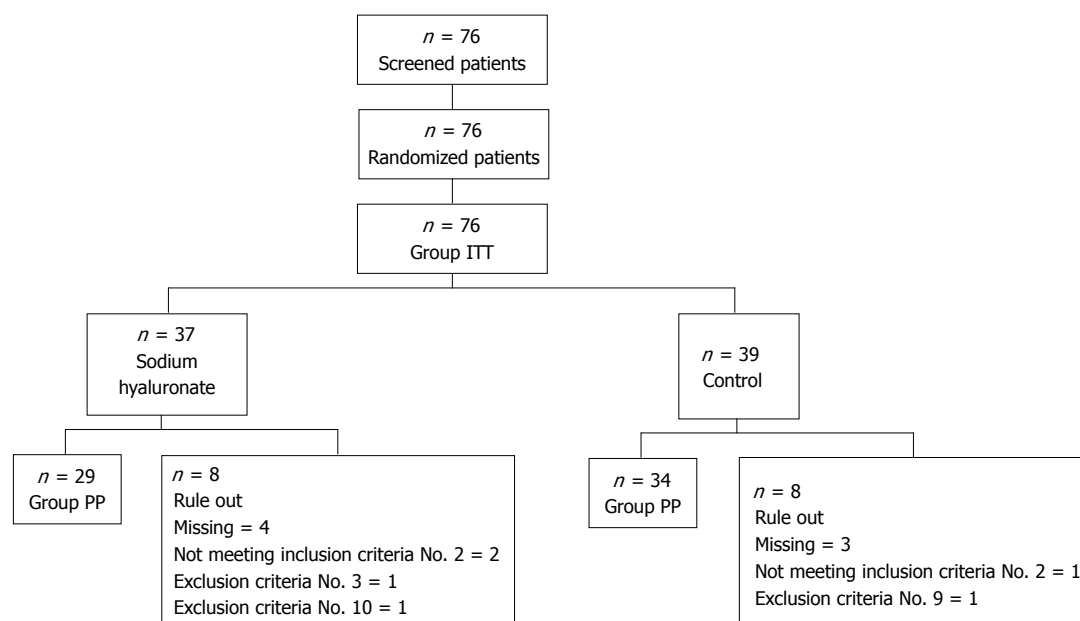 n = 76
Screened patients
n = 76
Randomized patients
n = 76
Group ITT
n = 37
Sodium
hyaluronate
n = 39
Control
n = 29
Group PP
n = 8
Rule out
Missing = 4
Not meeting inclusion criteria No. 2 = 2
Exclusion criteria No. 3 = 1
Exclusion criteria No. 10 = 1
n = 34
Group PP
n = 8
Rule out
Missing = 3
Not meeting inclusion criteria No. 2 = 1
Exclusion criteria No. 9 = 1